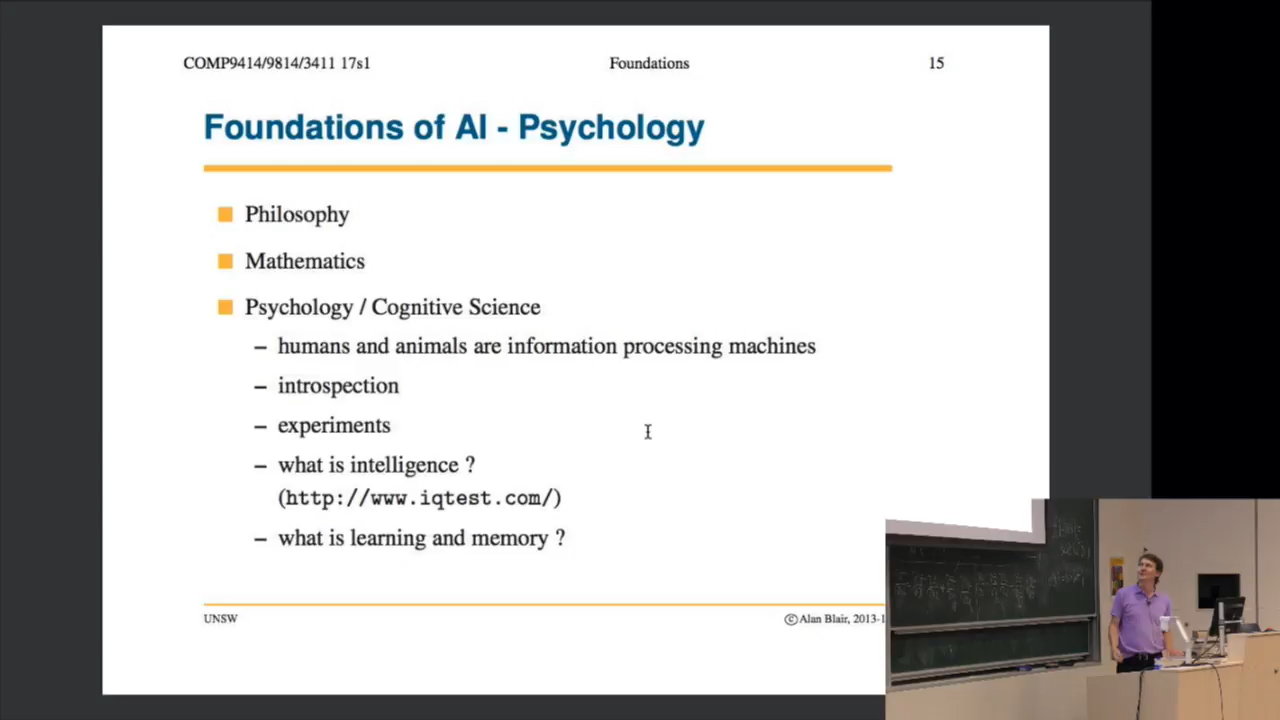 COMP9414/9814/3411 17s1 Foundations 15
Foundations of AI - Psychology
Philosophy
Mathematics
Psychology / Cognitive Science
– humans and animals are information processing machines
– introspection
– experiments
– what is intelligence ?
(http://www.iqtest.com/)
– what is learning and memory ?
UNSW ©Alan Blair, 2013-1